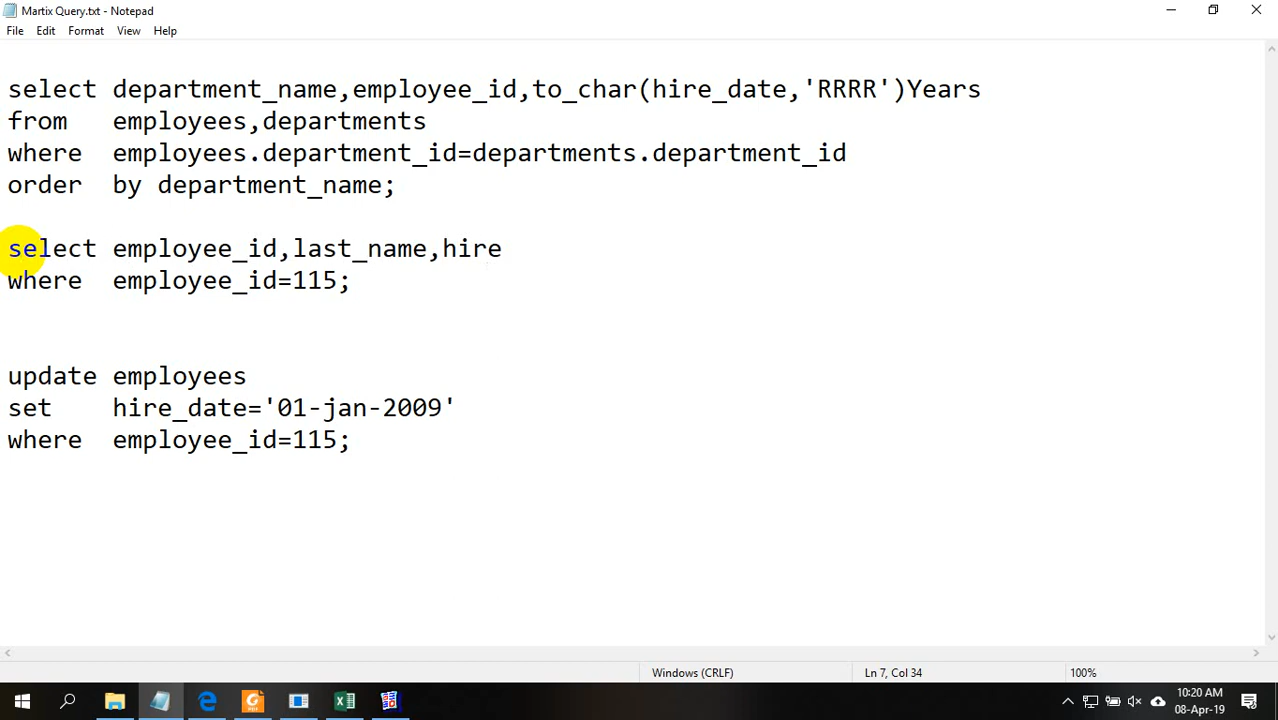 Martix Query.txt - Notepad
File Edit Format View Help
select department_name,employee_id,to_char(hire_date,'RRRR')Years
from employees,departments
where employees.department_id=departments.department_id
order by department_name;
select employee_id,last_name,hire
where employee_id=115;
update employees
set hire_date='01-jan-2009'
where employee_id=115;
Windows (CRLF) Ln 7, Col 34 100%
10:20 AM
08-Apr-19